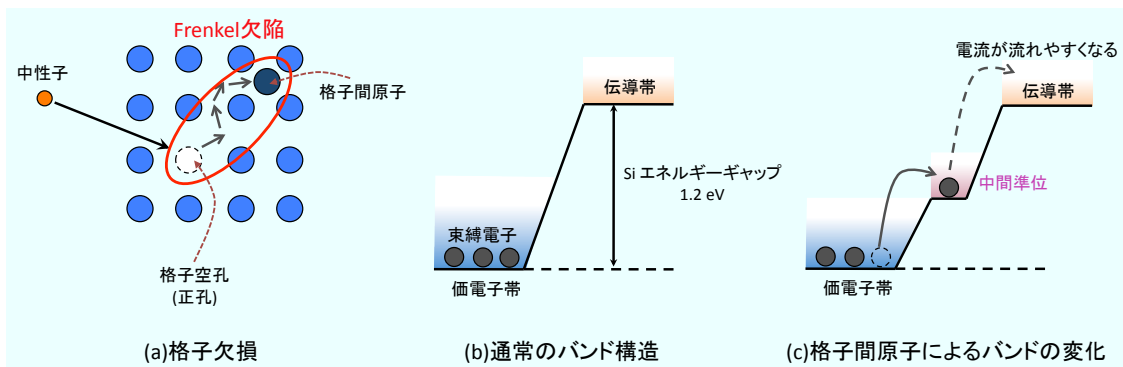 Frenkel欠陥
中性子
格子間原子
格子空孔
(正孔)
(a)格子欠損
伝導帯
Si エネルギーギャップ
1.2 eV
束縛電子
価電子帯
(b)通常のバンド構造
電流が流れやすくなる
伝導帯
中間準位
価電子帯
(c)格子間原子によるバンドの変化